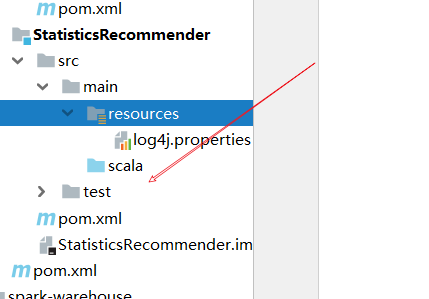 pom.xml
StatisticsRecommender
src
main
resources
log4j.properties
scala
test
pom.xml
StatisticsRecommender.im
pom.xml
spark-warehouse